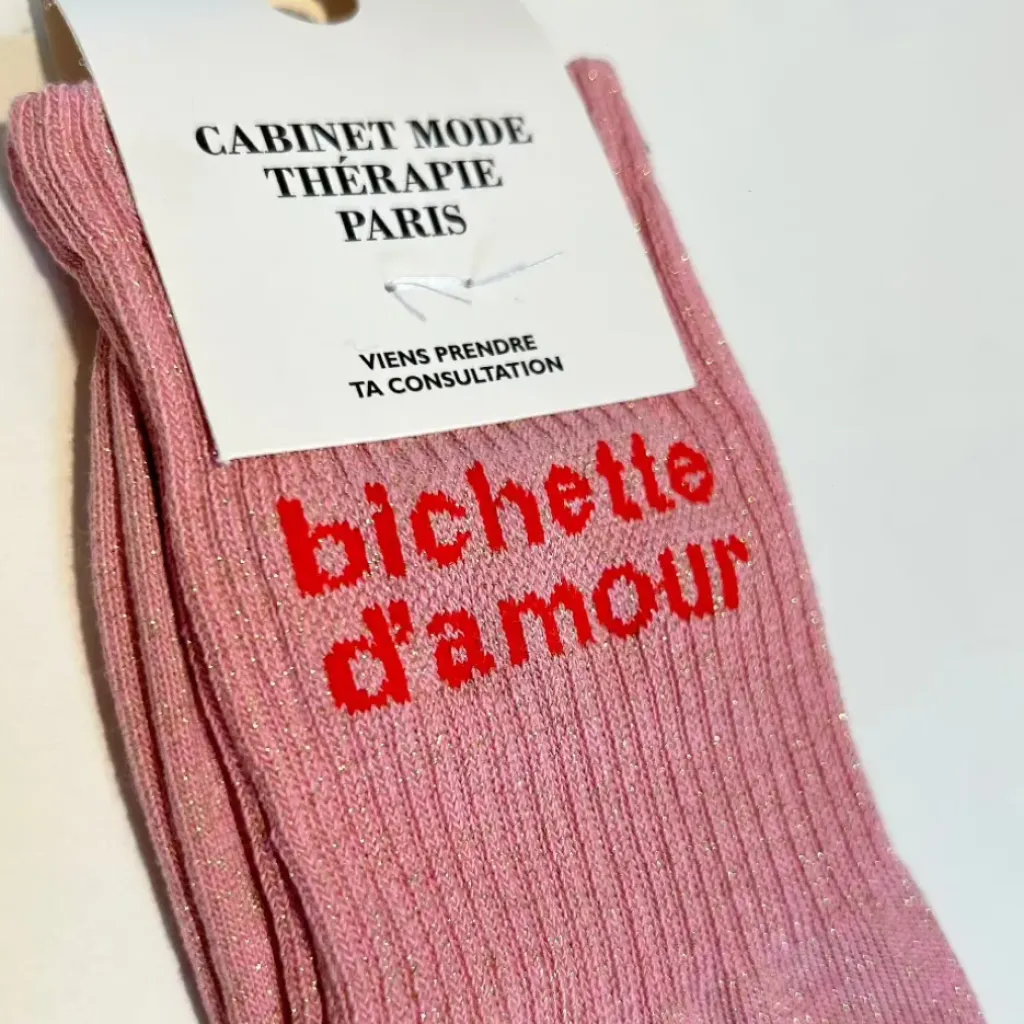 CABINET MODE
THÉRAPIE
PARIS
VIENS PRENDRE
TA CONSULTATION
bichette
d'amour